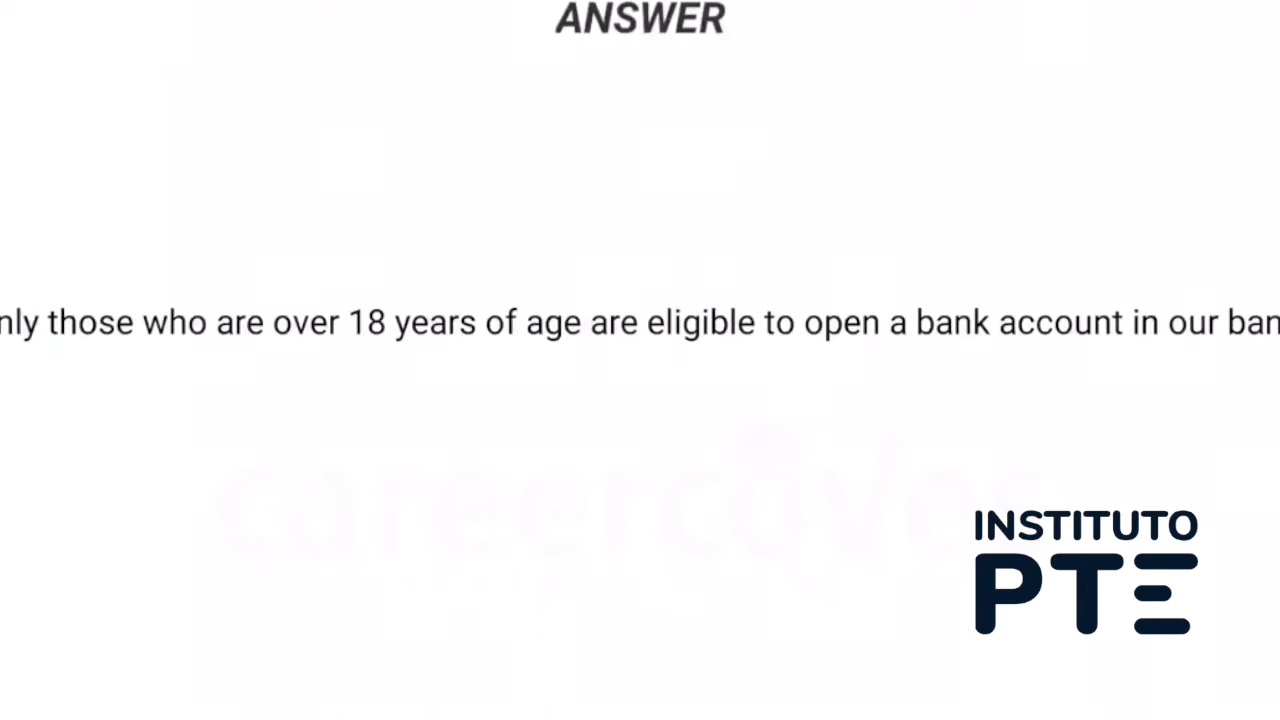 ANSWER
nly those who are over 18 years of age are eligible to open a bank account in our ban
careercove
INSTITUTO
PTE